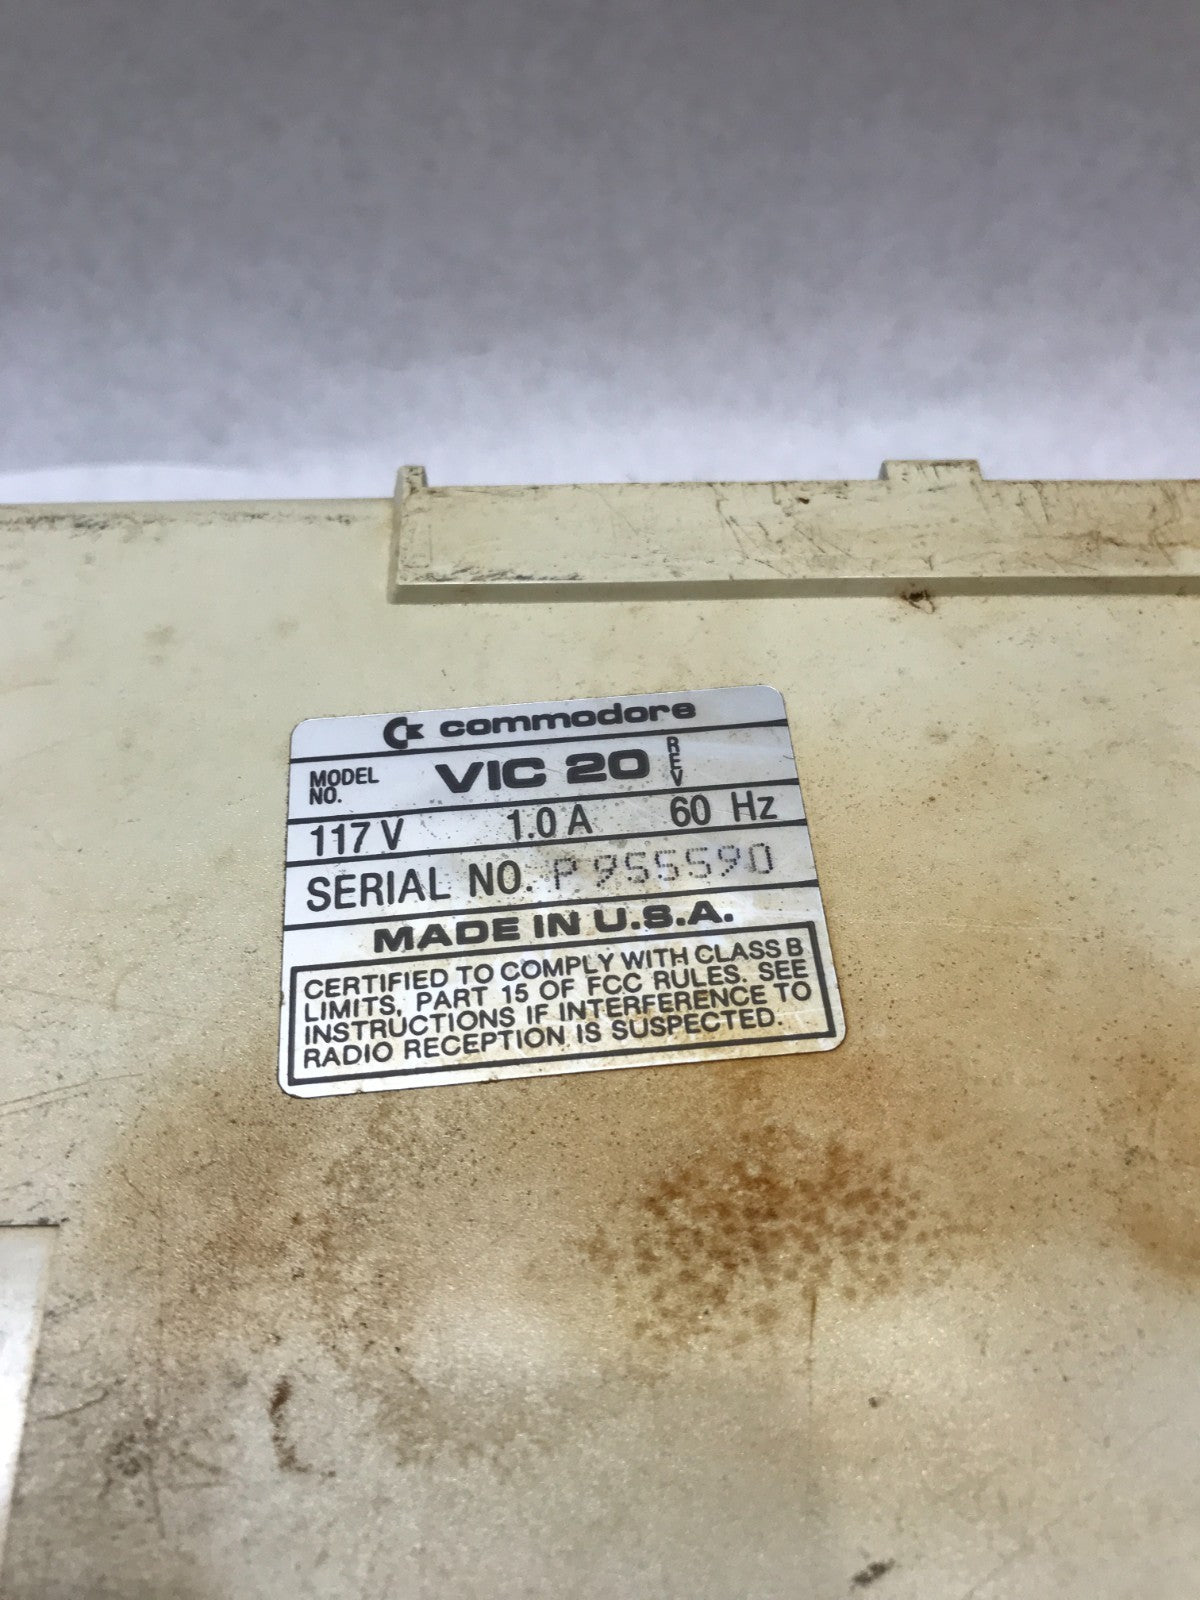 commodore
MODEL NO. VIC 20 REV
117 V 1.0 A 60 Hz
SERIAL NO. P 955590
MADE IN U.S.A.
CERTIFIED TO COMPLY WITH CLASS B
LIMITS, PART 15 OF FCC RULES. SEE
INSTRUCTIONS IF INTERFERENCE TO
RADIO RECEPTION IS SUSPECTED.